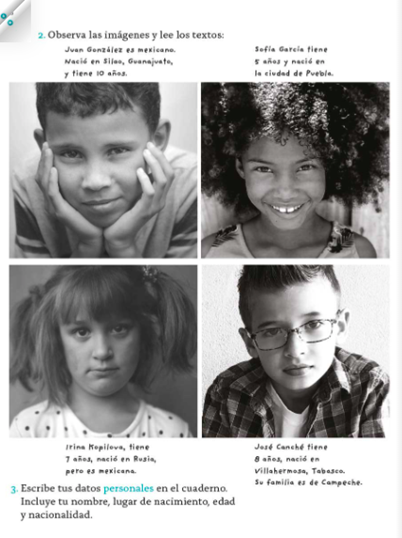 2. Observa las imágenes y lee los textos:
Juan González es mexicano.
Nació en Silao, Guanajuato,
y tiene 10 años.
Sofía García tiene
5 años y nació en
la ciudad de Puebla.
Irina Kopilova, tiene
7 años, nació en Rusia,
pero es mexicana.
José Canché tiene
8 años, nació en
Villahermosa, Tabasco.
Su familia es de Campeche.
3. Escribe tus datos personales en el cuaderno.
Incluye tu nombre, lugar de nacimiento, edad
y nacionalidad.